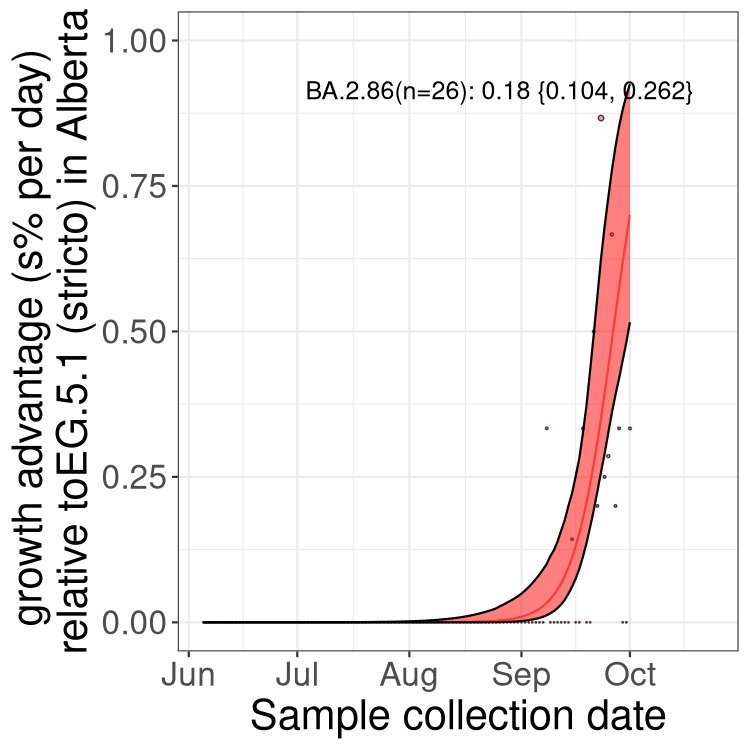 growth advantage (s% per day)
relative toEG.5.1 (stricto) in Alberta
1.00
0.75
0.50
0.25
0.00
BA.2.86(n=26): 0.18 {0.104, 0.262}
Jun Jul Aug Sep Oct
Sample collection date